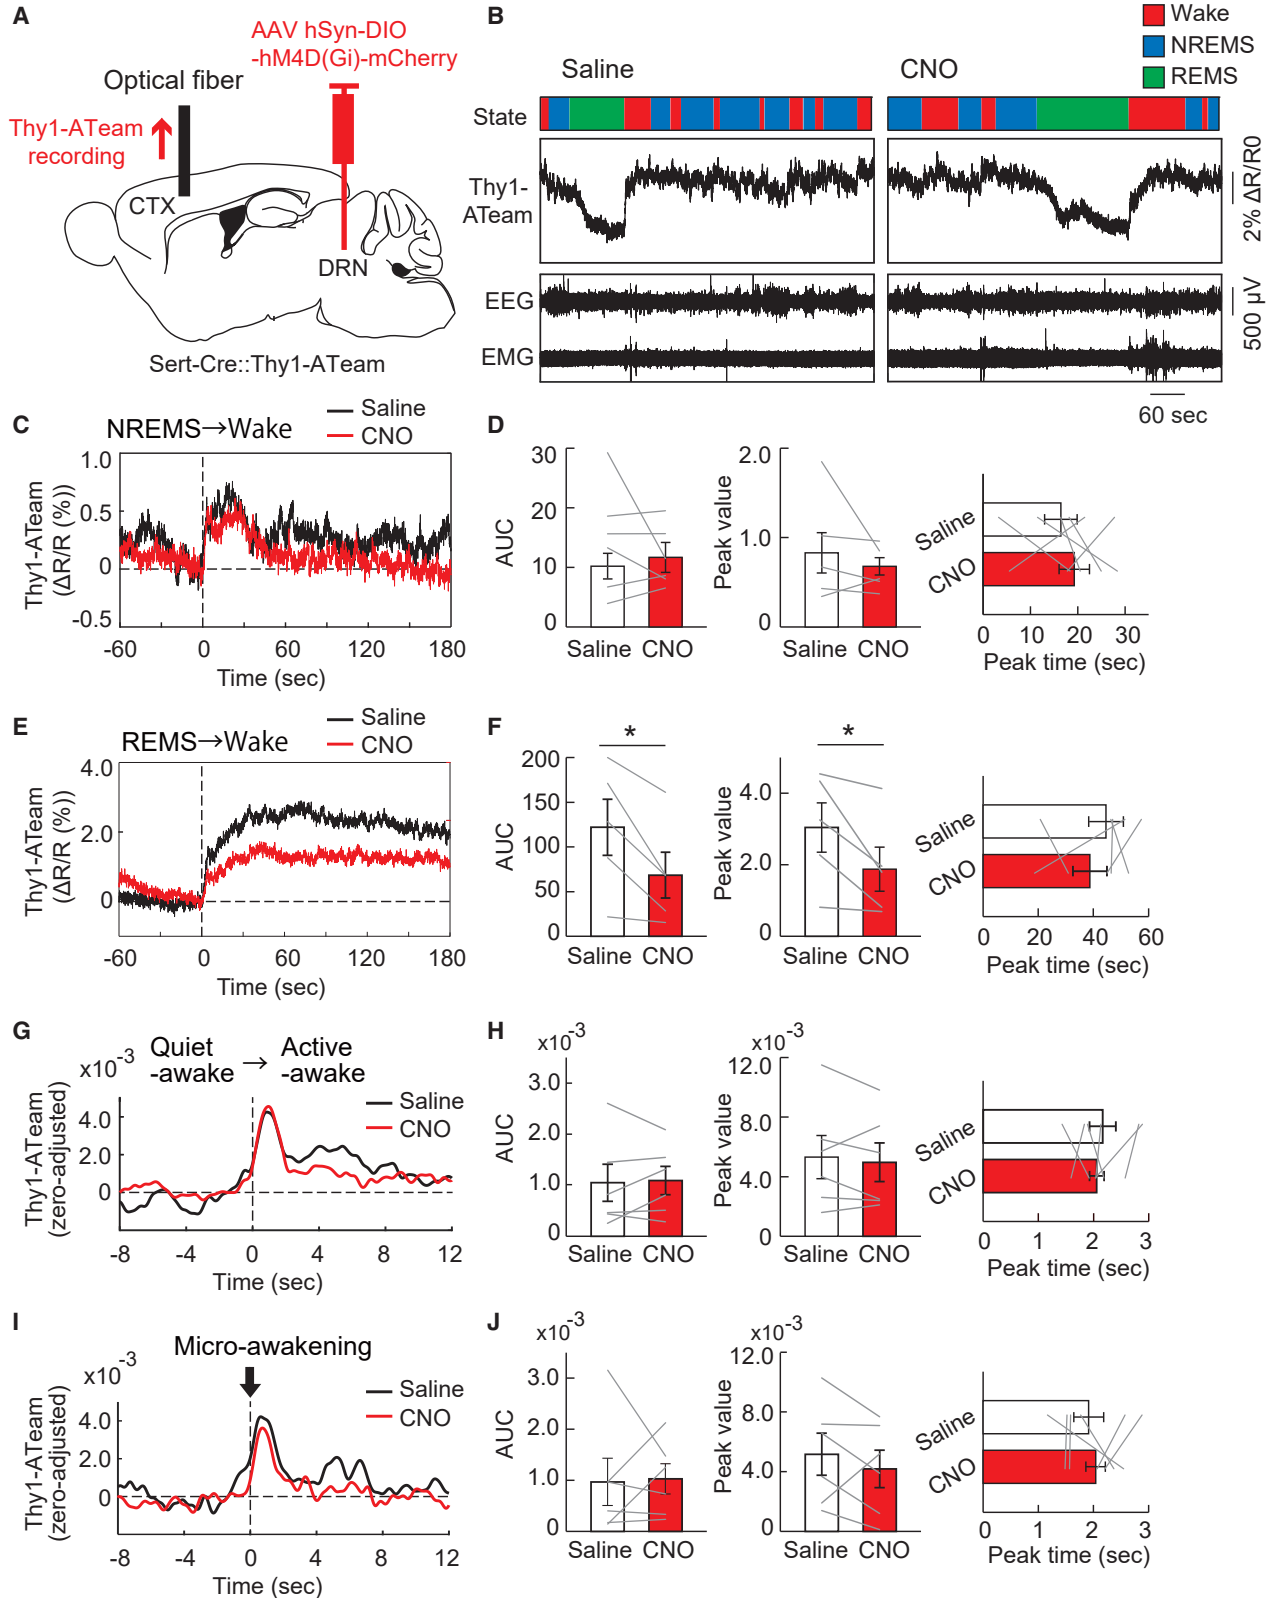 A
AAV hSyn-DIO
-hM4D(Gi)-mCherry
Optical fiber
Thy1-ATeam
recording
CTX
DRN
Sert-Cre::Thy1-ATeam
B
Wake
NREMS
REMS
Saline
CNO
State
Thy1-
ATeam
2% ΔR/R0
EEG
EMG
500 μV
60 sec
C
NREMS→Wake
Saline
CNO
Thy1-ATeam
(ΔR/R (%))
1.0
0.5
0
-0.5
-60 0 60 120 180
Time (sec)
D
AUC
30
20
10
0
Saline CNO
Peak value
2.0
1.0
0
Saline CNO
Saline
CNO
0 10 20 30
Peak time (sec)
E
REMS→Wake
Saline
CNO
Thy1-ATeam
(ΔR/R (%))
4.0
2.0
0
-60 0 60 120 180
Time (sec)
F
*
AUC
200
150
100
50
0
Saline CNO
*
Peak value
4.0
2.0
0
Saline CNO
Saline
CNO
0 20 40 60
Peak time (sec)
G
Quiet
-awake
→
Active
-awake
x10-3
Saline
CNO
Thy1-ATeam
(zero-adjusted)
4.0
2.0
0
-8 -4 0 4 8 12
Time (sec)
H
x10-3
AUC
3.0
2.0
1.0
0
Saline CNO
x10-3
Peak value
12.0
8.0
4.0
0
Saline CNO
Saline
CNO
0 1 2 3
Peak time (sec)
I
Micro-awakening
x10-3
Saline
CNO
Thy1-ATeam
(zero-adjusted)
4.0
2.0
0
-8 -4 0 4 8 12
Time (sec)
J
x10-3
AUC
3.0
2.0
1.0
0
Saline CNO
x10-3
Peak value
12.0
8.0
4.0
0
Saline CNO
Saline
CNO
0 1 2 3
Peak time (sec)